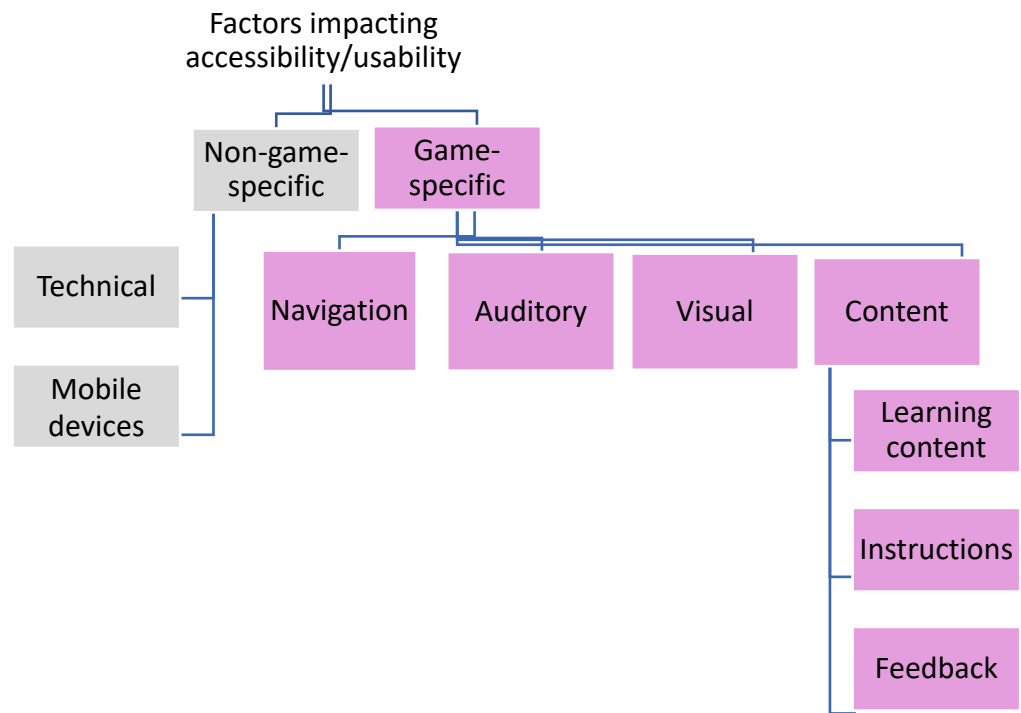 Factors impacting
accessibility/usability
Non-game-
specific
Game-
specific
Technical
Mobile
devices
Navigation
Auditory
Visual
Content
Learning
content
Instructions
Feedback